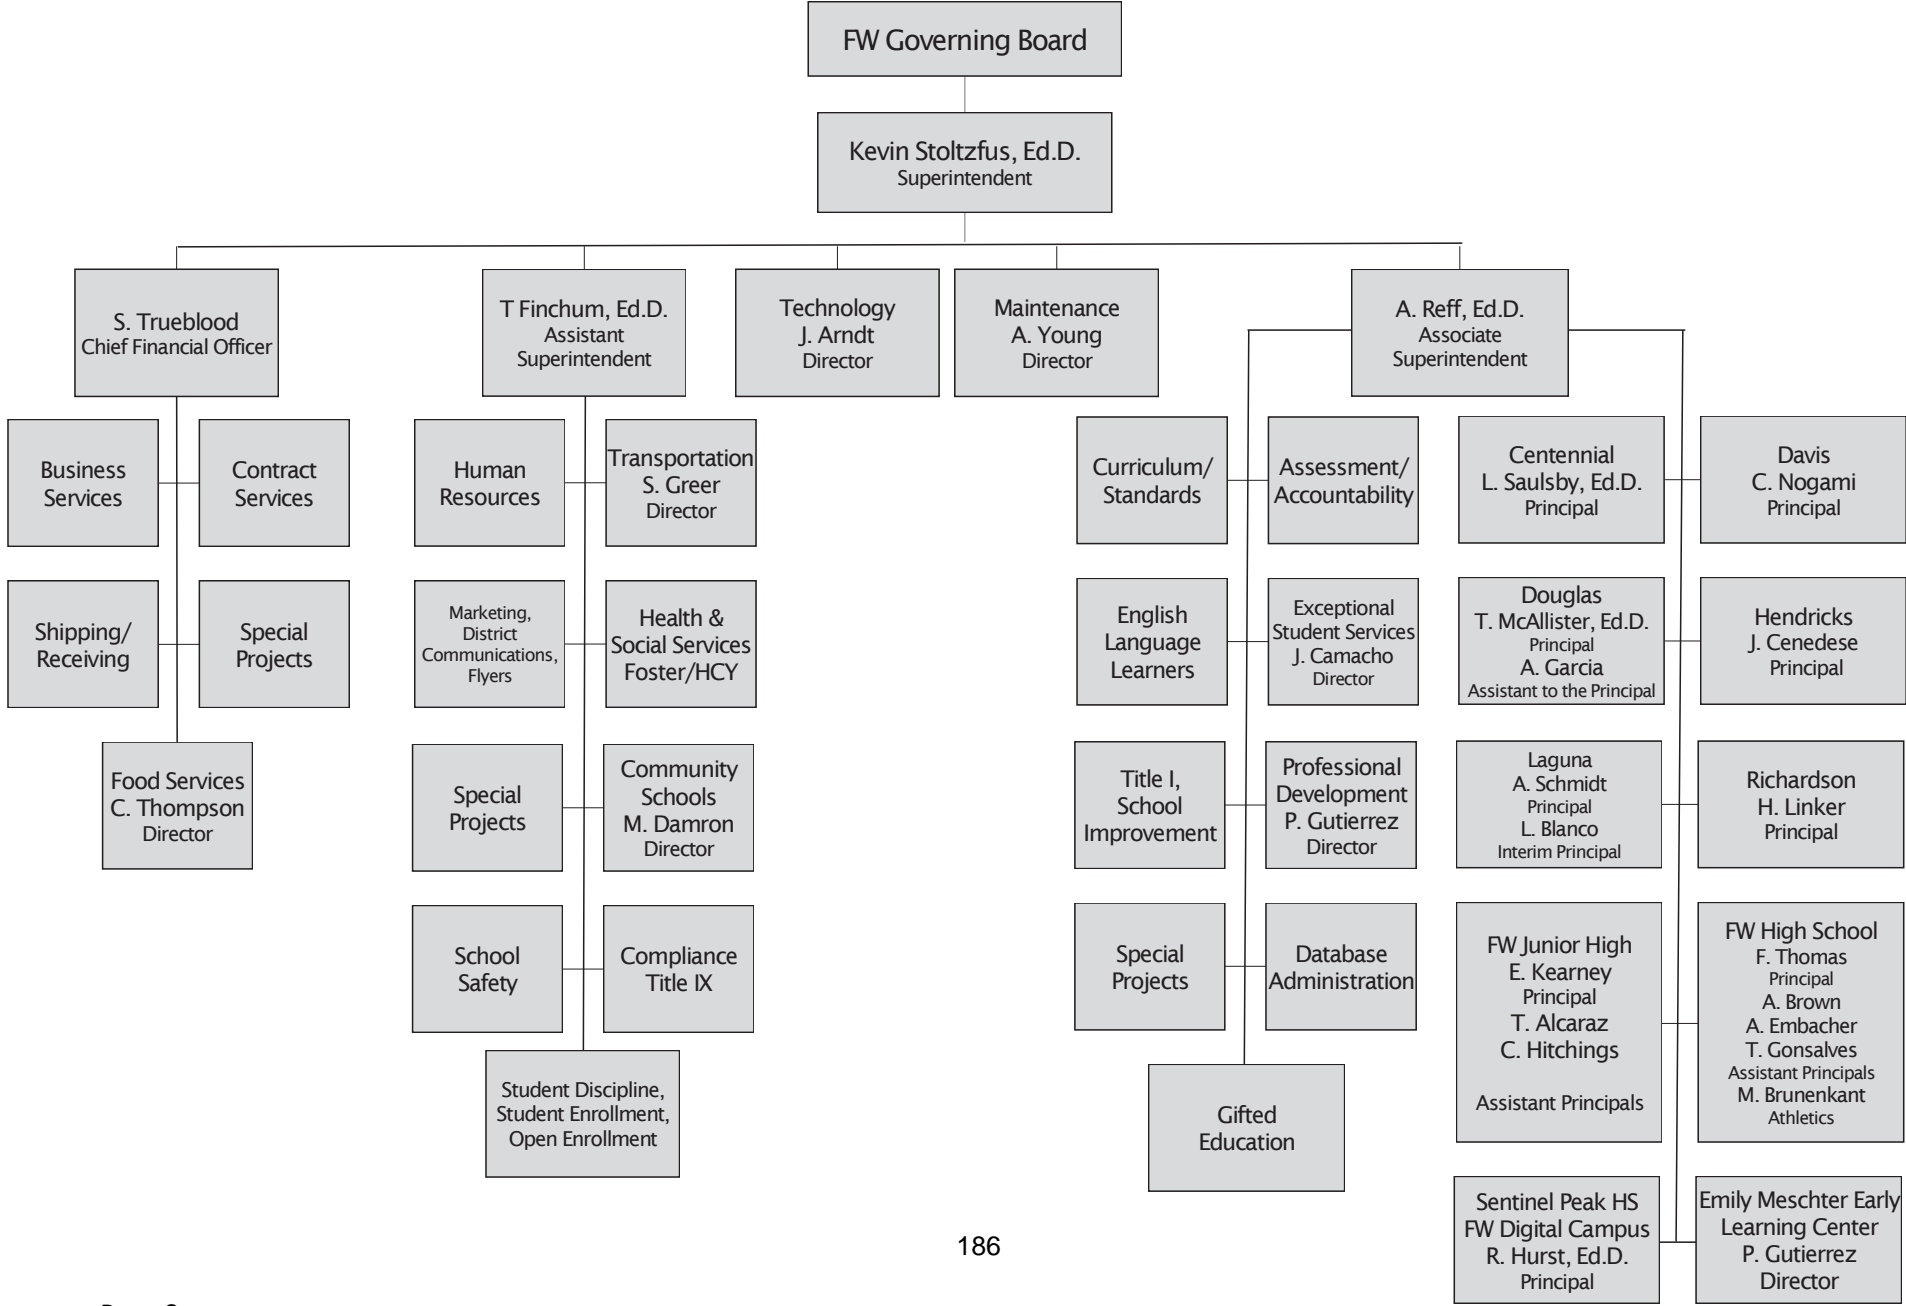 FW Governing Board
Kevin Stoltzfus, Ed.D.
Superintendent
S. Trueblood
Chief Financial Officer
T Finchum, Ed.D.
Assistant
Superintendent
Technology
J. Arndt
Director
Maintenance
A. Young
Director
A. Reff, Ed.D.
Associate
Superintendent
Business
Services
Contract
Services
Shipping/
Receiving
Special
Projects
Food Services
C. Thompson
Director
Human
Resources
Transportation
S. Greer
Director
Marketing,
District
Communications,
Flyers
Health &
Social Services
Foster/HCY
Special
Projects
Community
Schools
M. Damron
Director
School
Safety
Compliance
Title IX
Student Discipline,
Student Enrollment,
Open Enrollment
Curriculum/
Standards
Assessment/
Accountability
English
Language
Learners
Exceptional
Student Services
J. Camacho
Director
Title I,
School
Improvement
Professional
Development
P. Gutierrez
Director
Special
Projects
Database
Administration
Gifted
Education
Centennial
L. Saulsby, Ed.D.
Principal
Davis
C. Nogami
Principal
Douglas
T. McAllister, Ed.D.
Principal
A. Garcia
Assistant to the Principal
Hendricks
J. Cenedese
Principal
Laguna
A. Schmidt
Principal
L. Blanco
Interim Principal
Richardson
H. Linker
Principal
FW Junior High
E. Kearney
Principal
T. Alcaraz
C. Hitchings
Assistant Principals
FW High School
F. Thomas
Principal
A. Brown
A. Embacher
T. Gonsalves
Assistant Principals
M. Brunenkant
Athletics
Sentinel Peak HS
FW Digital Campus
R. Hurst, Ed.D.
Principal
Emily Meschter Early
Learning Center
P. Gutierrez
Director
186